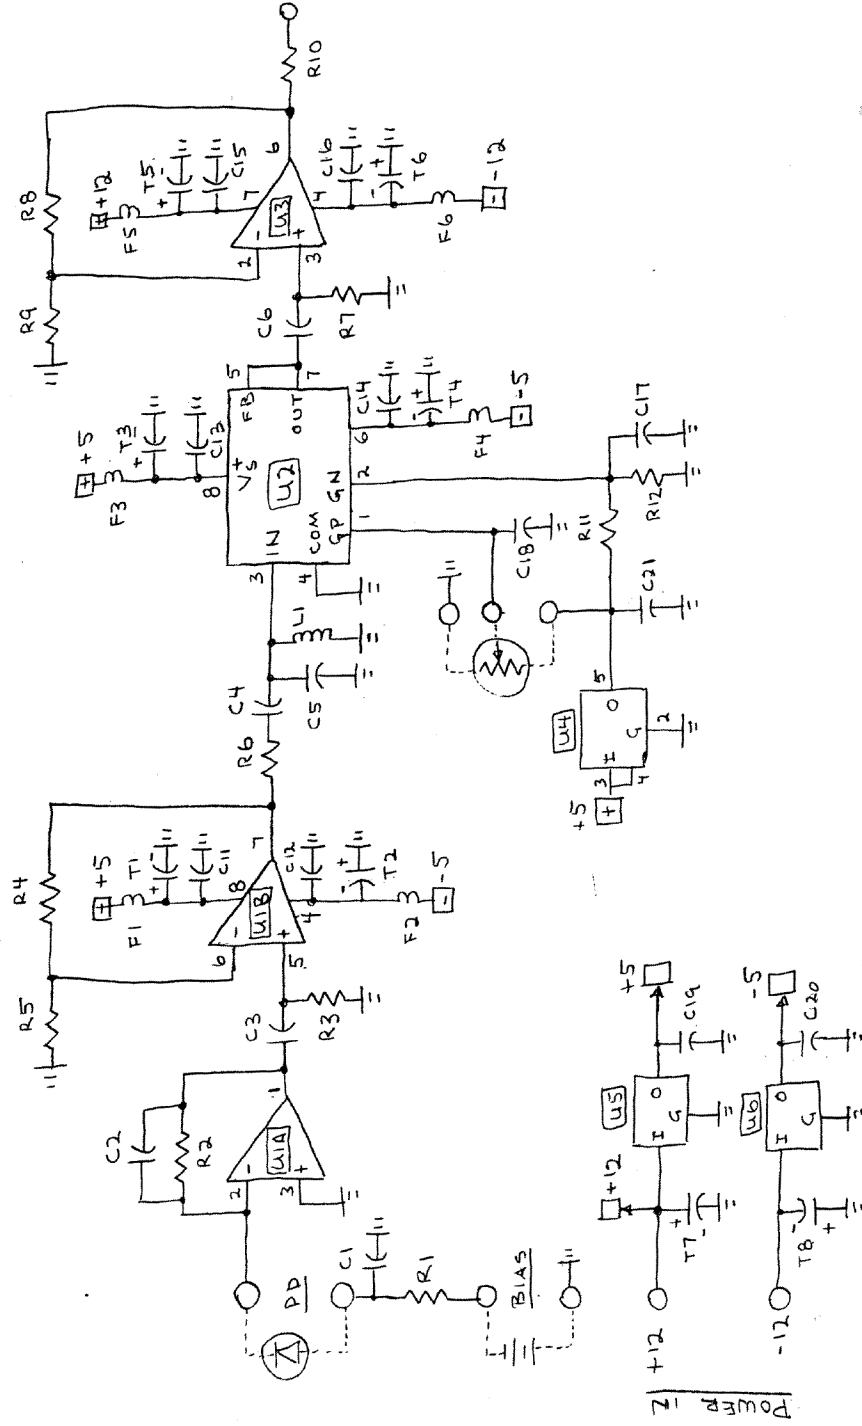 PD
C1
R1
BIAS
C2
R2
2
3
-
+
U1A
1
C3
R3
R5
R4
F1
+5
T1
+
-
C11
8
6
5
-
+
U1B
7
4
C12
T2
-
+
F2
-5
R6
C4
C5
L1
F3
+5
T3
+
-
C13
8
+
VS
3
IN
4
COM
U2
FB
5
OUT
7
GP
1
GN
2
6
C14
T4
-
+
F4
-5
C6
R7
R9
R8
F5
+12
T5
+
-
C15
7
2
3
-
+
U3
6
4
C16
T6
-
+
F6
-12
R10
C18
U4
+5
3
4
I
O
G
5
2
C21
R11
R12
C17
POWER
IN
+12
+12
T7
+
-
U5
I
O
G
C19
+5
-12
T8
-
+
U6
I
O
G
C20
-5